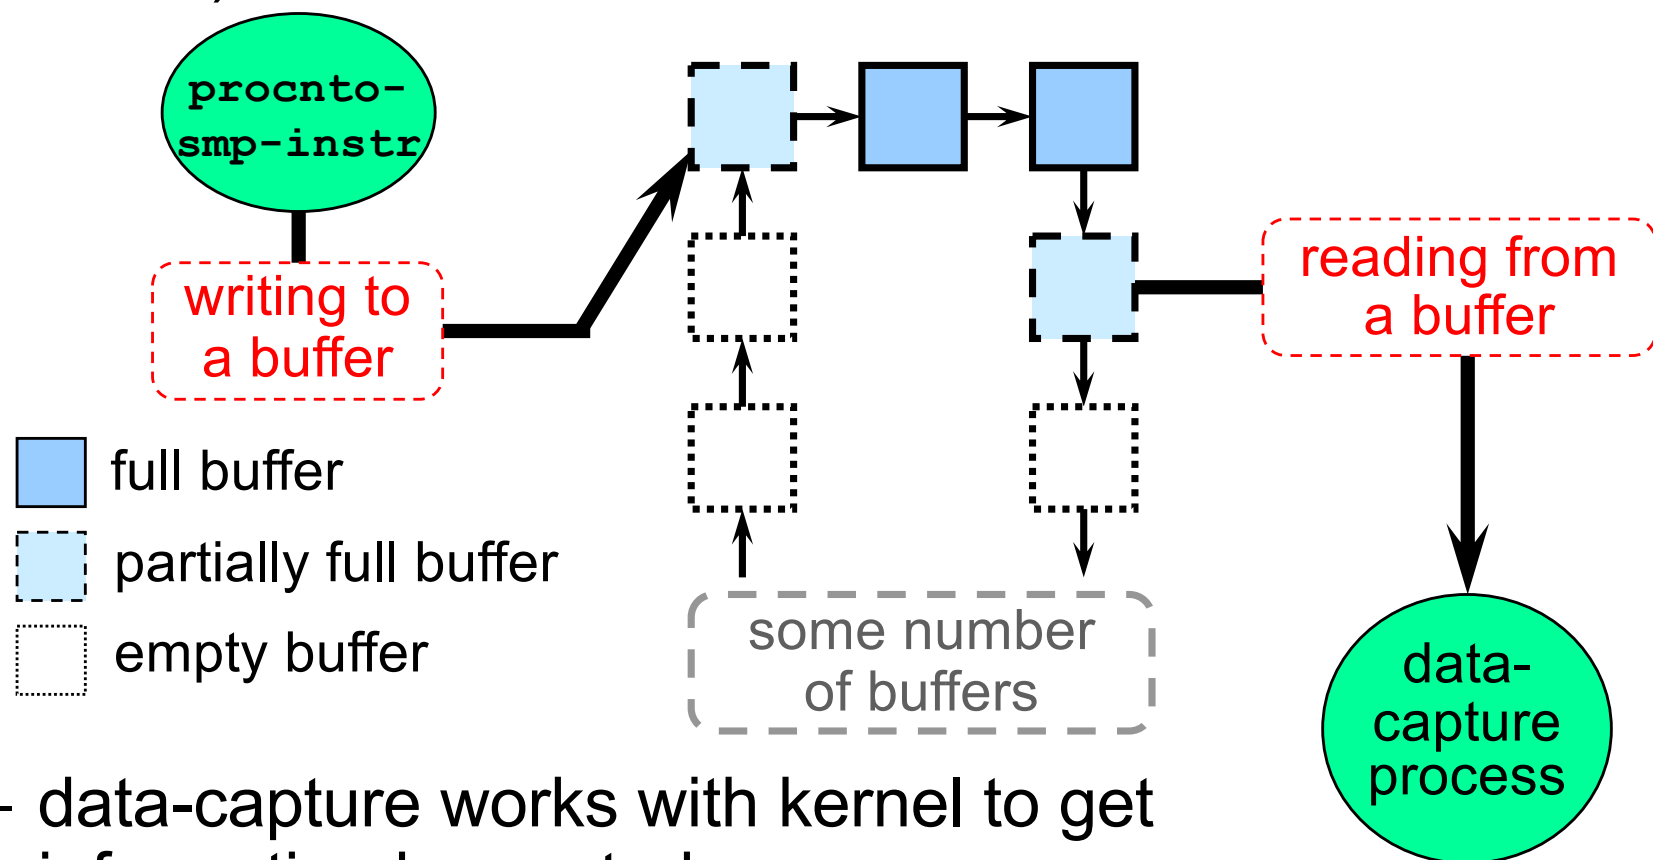 procnto-
smp-instr
writing to
a buffer
reading from
a buffer
full buffer
partially full buffer
empty buffer
some number
of buffers
data-
capture
process
- data-capture works with kernel to get